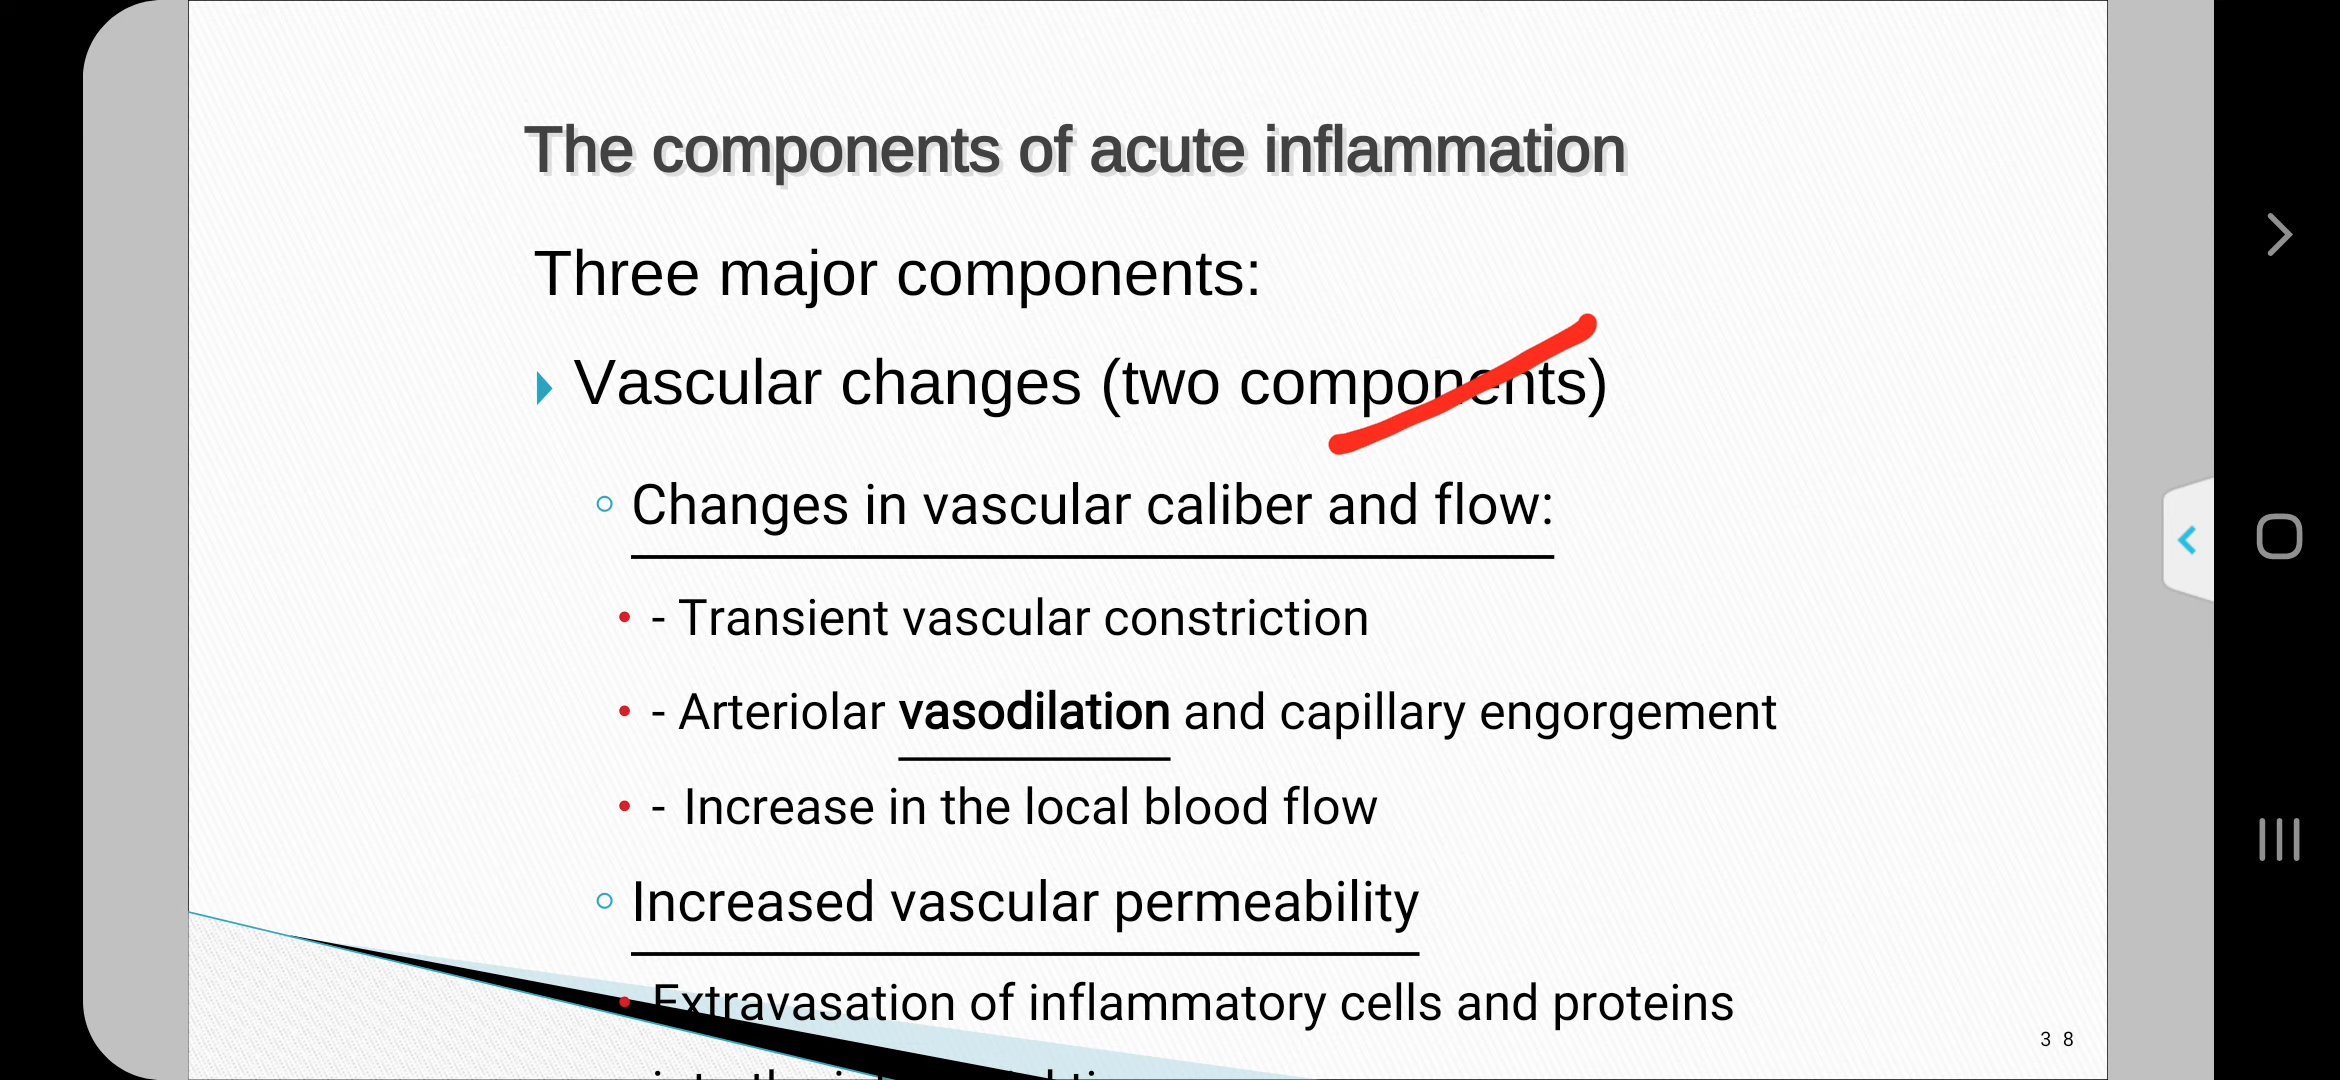 The components of acute inflammation
Three major components:
Vascular changes (two components)
Changes in vascular caliber and flow:
- Transient vascular constriction
- Arteriolar vasodilation and capillary engorgement
- Increase in the local blood flow
Increased vascular permeability
Extravasation of inflammatory cells and proteins
38